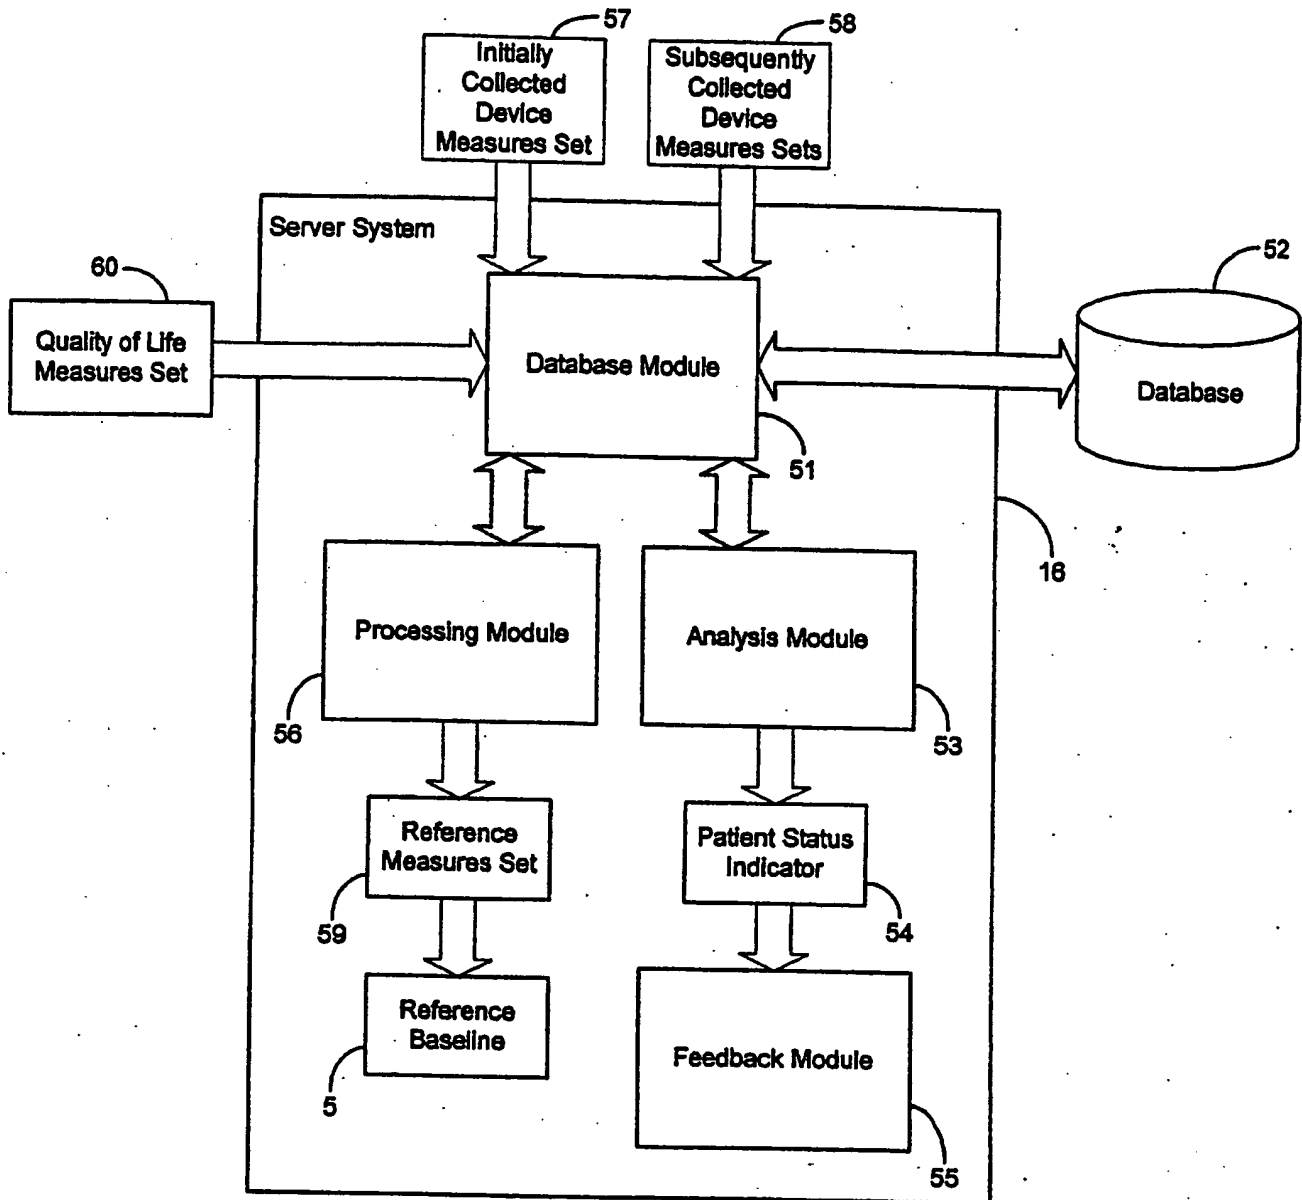 57
Initially
Collected
Device
Measures Set
58
Subsequently
Collected
Device
Measures Sets
Server System
60
Quality of Life
Measures Set
Database Module
51
52
Database
16
Processing Module
56
Analysis Module
53
Reference
Measures Set
59
Patient Status
Indicator
54
Reference
Baseline
5
Feedback Module
55